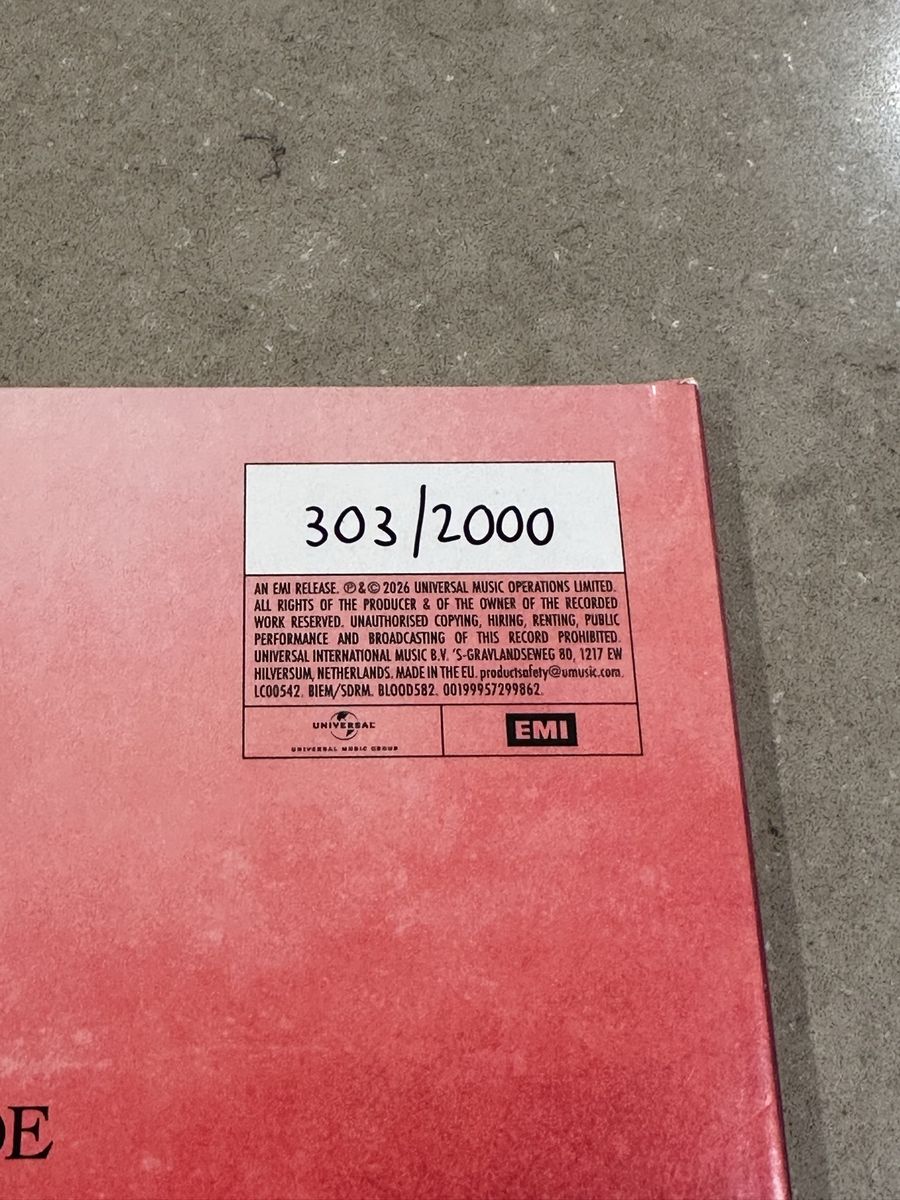 303/2000
AN EMI RELEASE. ℗&© 2026 UNIVERSAL MUSIC OPERATIONS LIMITED.
ALL RIGHTS OF THE PRODUCER & OF THE OWNER OF THE RECORDED
WORK RESERVED. UNAUTHORISED COPYING, HIRING, RENTING, PUBLIC
PERFORMANCE AND BROADCASTING OF THIS RECORD PROHIBITED.
UNIVERSAL INTERNATIONAL MUSIC B.V. 'S-GRAVLANDSEWEG 80, 1217 EW
HILVERSUM, NETHERLANDS. MADE IN THE EU. productsafety@umusic.com.
LC00542. BIEM/SDRM. BLOOD582. 00199957299862.
UNIVERSAL
UNIVERSAL MUSIC GROUP
EMI
DE